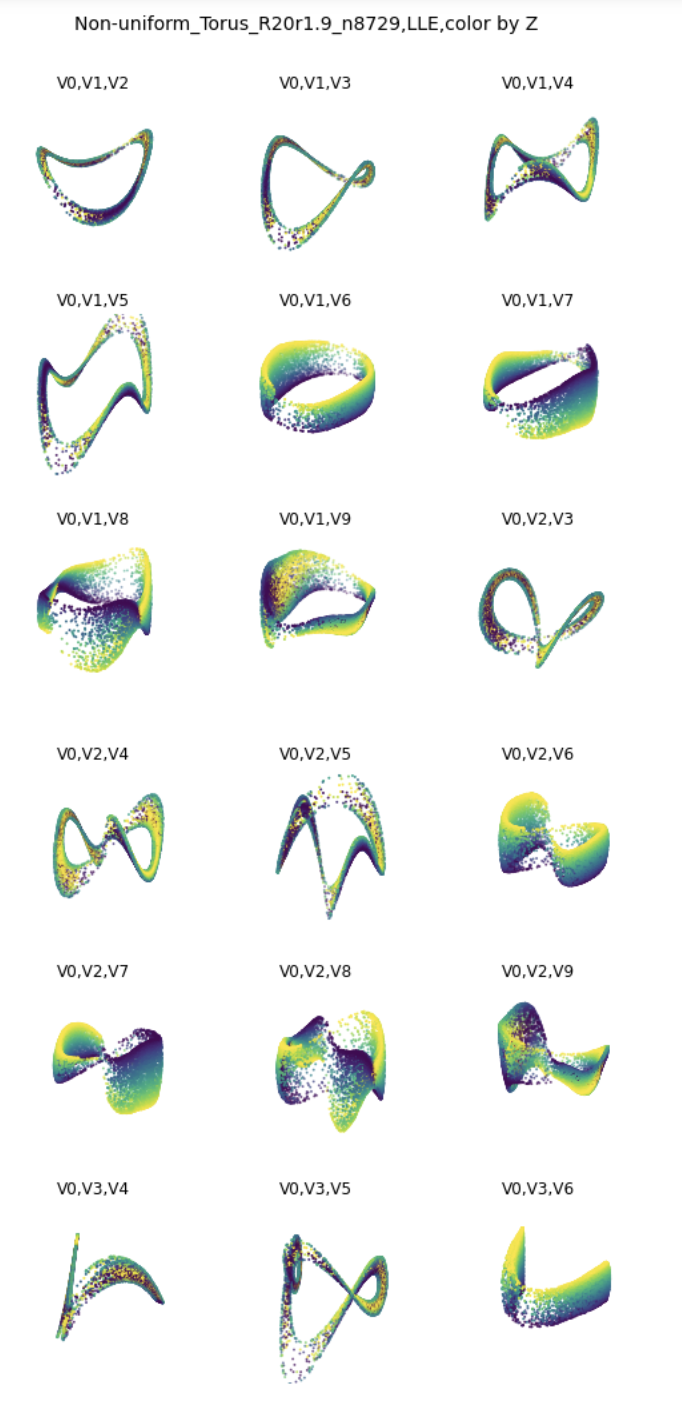 Non-uniform_Torus_R20r1.9_n8729,LLE,color by Z
V0,V1,V2
V0,V1,V3
V0,V1,V4
V0,V1,V5
V0,V1,V6
V0,V1,V7
V0,V1,V8
V0,V1,V9
V0,V2,V3
V0,V2,V4
V0,V2,V5
V0,V2,V6
V0,V2,V7
V0,V2,V8
V0,V2,V9
V0,V3,V4
V0,V3,V5
V0,V3,V6